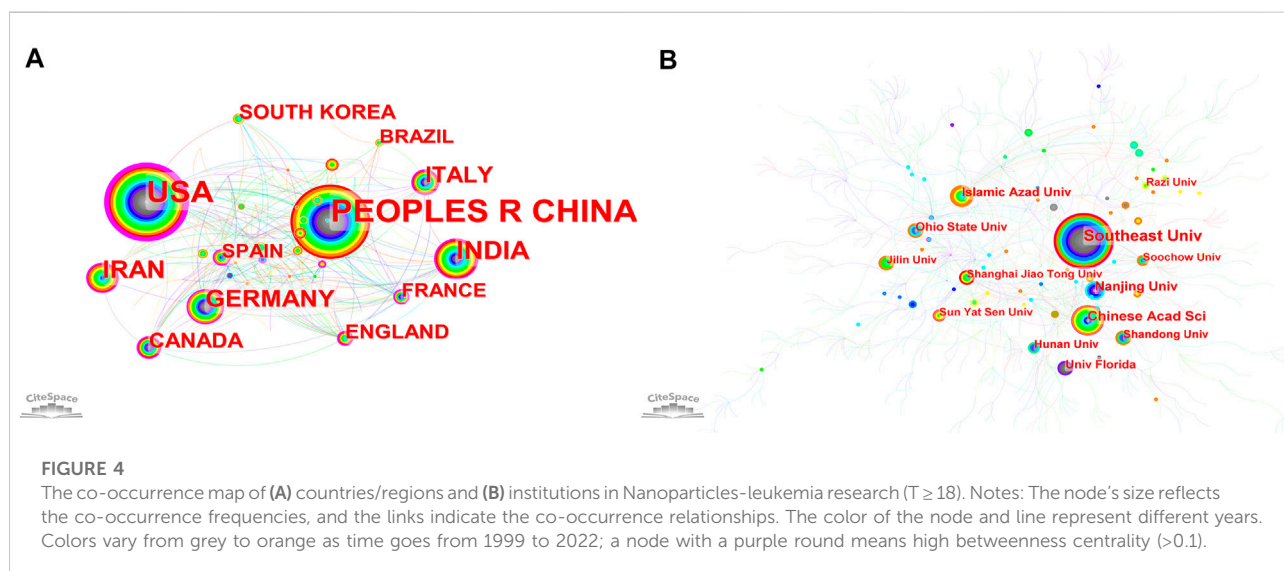 A
SOUTH KOREA
BRAZIL
USA
ITALY
PEOPLES R CHINA
SPAIN
INDIA
IRAN
GERMANY
FRANCE
CANADA
ENGLAND
CiteSpace
B
Razi Univ
Islamic Azad Univ
Ohio State Univ
Southeast Univ
Jilin Univ
Soochow Univ
Shanghai Jiao Tong Univ
Nanjing Univ
Sun Yat Sen Univ
Chinese Acad Sci
Hunan Univ
Shandong Univ
Univ Florida
CiteSpace
FIGURE 4
The co-occurrence map of (A) countries/regions and (B) institutions in Nanoparticles-leukemia research (T ≥ 18). Notes: The node's size reflects
the co-occurrence frequencies, and the links indicate the co-occurrence relationships. The color of the node and line represent different years.
Colors vary from grey to orange as time goes from 1999 to 2022; a node with a purple round means high betweenness centrality (>0.1).